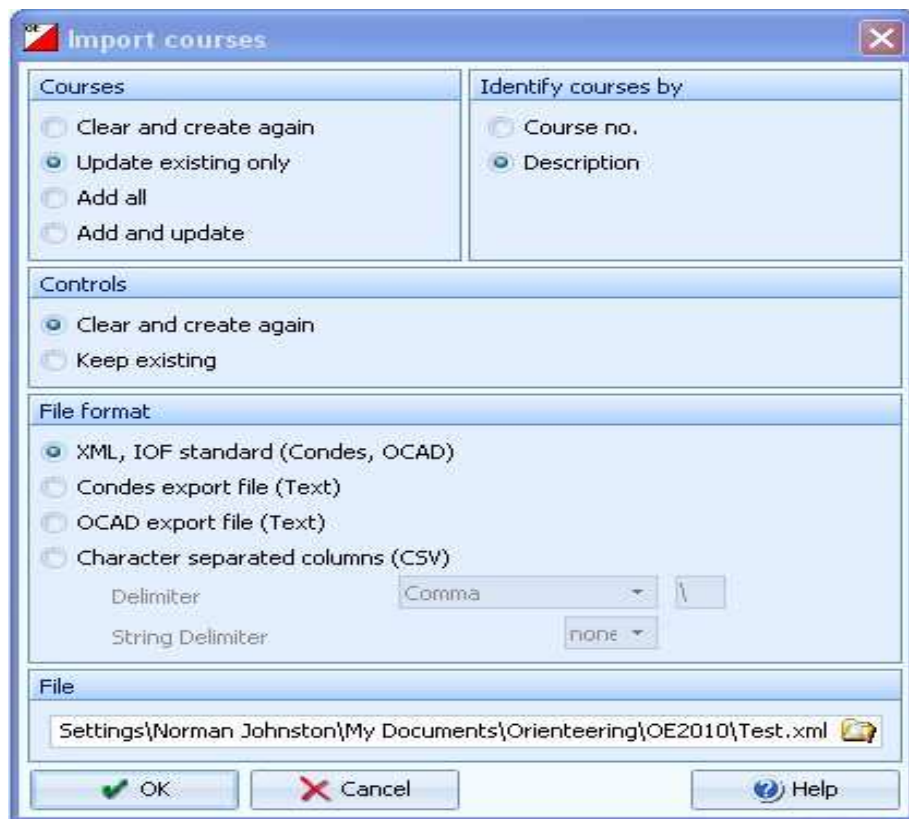 OE
Import courses
Courses
Clear and create again
Update existing only
Add all
Add and update
Identify courses by
Course no.
Description
Controls
Clear and create again
Keep existing
File format
XML, IOF standard (Condes, OCAD)
Condes export file (Text)
OCAD export file (Text)
Character separated columns (CSV)
Delimiter Comma \
String Delimiter none
File
Settings\Norman Johnston\My Documents\Orienteering\OE2010\Test.xml
OK Cancel Help